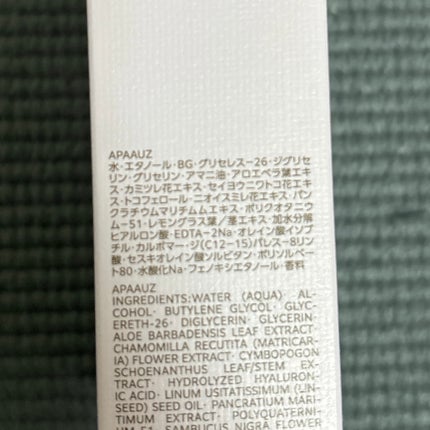 APAAUZ
水・エタノール・BG・グリセレス-26・ジグリセ
リン・グリセリン・アマニ油・アロエベラ葉エキ
ス・カミツレ花エキス・セイヨウニワトコ花エキ
ス・トコフェロール・ニオイスミレ花エキス・パン
クラチウムマリチムムエキス・ポリクオタニウ
ム-51・レモングラス葉/茎エキス・加水分解
ヒアルロン酸・EDTA-2Na・オレイン酸イソプ
チル・カルボマー・ジ(C12-15)パレス-8リン
酸・セスキオレイン酸ソルビタン・ポリソルベー
ト80・水酸化Na・フェノキシエタノール・香料
APAAUZ
INGREDIENTS:WATER (AQUA)・AL-
COHOL・BUTYLENE GLYCOL・GLYC-
ERETH-26・DIGLYCERIN・GLYCERIN・
ALOE BARBADENSIS LEAF EXTRACT・
CHAMOMILLA RECUTITA (MATRICAR-
IA) FLOWER EXTRACT・CYMBOPOGON
SCHOENANTHUS LEAF/STEM EX-
TRACT・HYDROLYZED HYALURON-
IC ACID・LINUM USITATISSIMUM (LIN-
SEED) SEED OIL・PANCRATIUM MARI-
TIMUM EXTRACT・POLYQUATERNI-
UM-51・SAMBUCUS NIGRA FLOWER